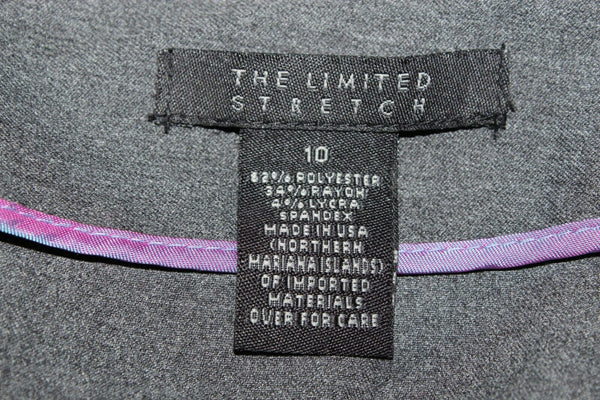 THE LIMITED
STRETCH
10
62% POLYESTER
34% RAYON
4% LYCRA
SPANDEX
MADE IN USA
(NORTHERN
MARIANA ISLANDS)
OF IMPORTED
MATERIALS
OVER FOR CARE